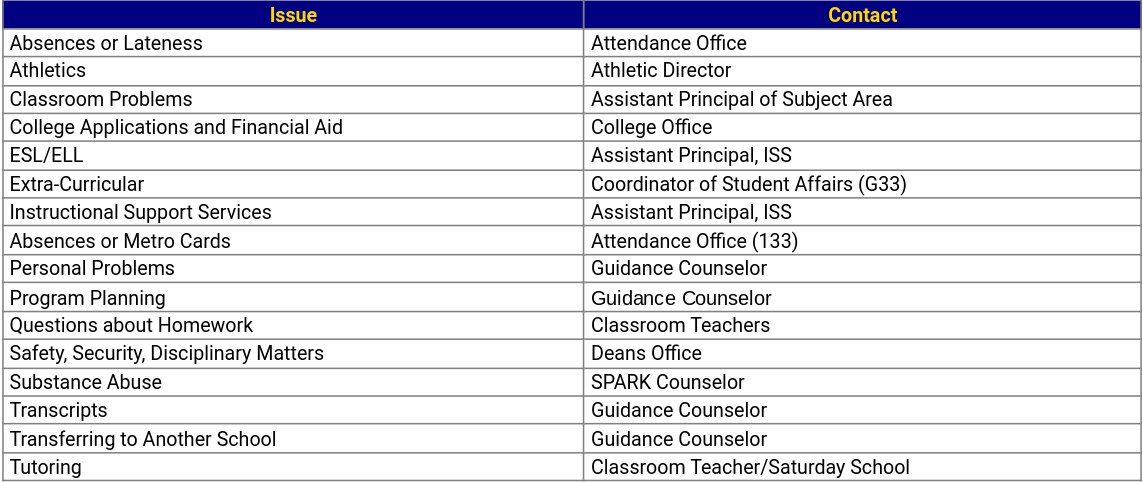 Issue Contact
Absences or Lateness Attendance Office
Athletics Athletic Director
Classroom Problems Assistant Principal of Subject Area
College Applications and Financial Aid College Office
ESL/ELL Assistant Principal, ISS
Extra-Curricular Coordinator of Student Affairs (G33)
Instructional Support Services Assistant Principal, ISS
Absences or Metro Cards Attendance Office (133)
Personal Problems Guidance Counselor
Program Planning Guidance Counselor
Questions about Homework Classroom Teachers
Safety, Security, Disciplinary Matters Deans Office
Substance Abuse SPARK Counselor
Transcripts Guidance Counselor
Transferring to Another School Guidance Counselor
Tutoring Classroom Teacher/Saturday School